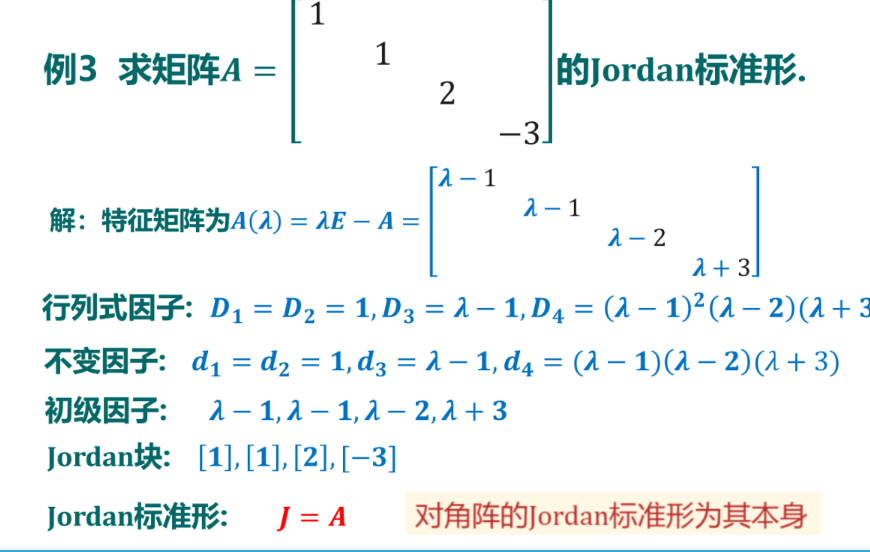 例3 求矩阵A = [1 1 2 −3] 的Jordan标准形.
解：特征矩阵为A(λ) = λE − A = [λ − 1 λ − 1 λ − 2 λ + 3]
行列式因子: D₁ = D₂ = 1, D₃ = λ − 1, D₄ = (λ − 1)²(λ − 2)(λ + 3
不变因子: d₁ = d₂ = 1, d₃ = λ − 1, d₄ = (λ − 1)(λ − 2)(λ + 3)
初级因子: λ − 1, λ − 1, λ − 2, λ + 3
Jordan块: [1], [1], [2], [−3]
Jordan标准形: J = A 对角阵的Jordan标准形为其本身